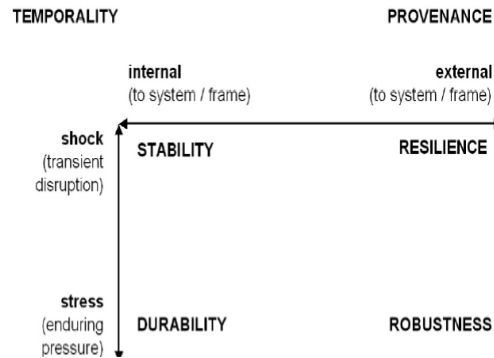 TEMPORALITY PROVENANCE
internal external
(to system / frame) (to system / frame)
shock
(transient
disruption)
STABILITY RESILIENCE
stress
(enduring
pressure)
DURABILITY ROBUSTNESS